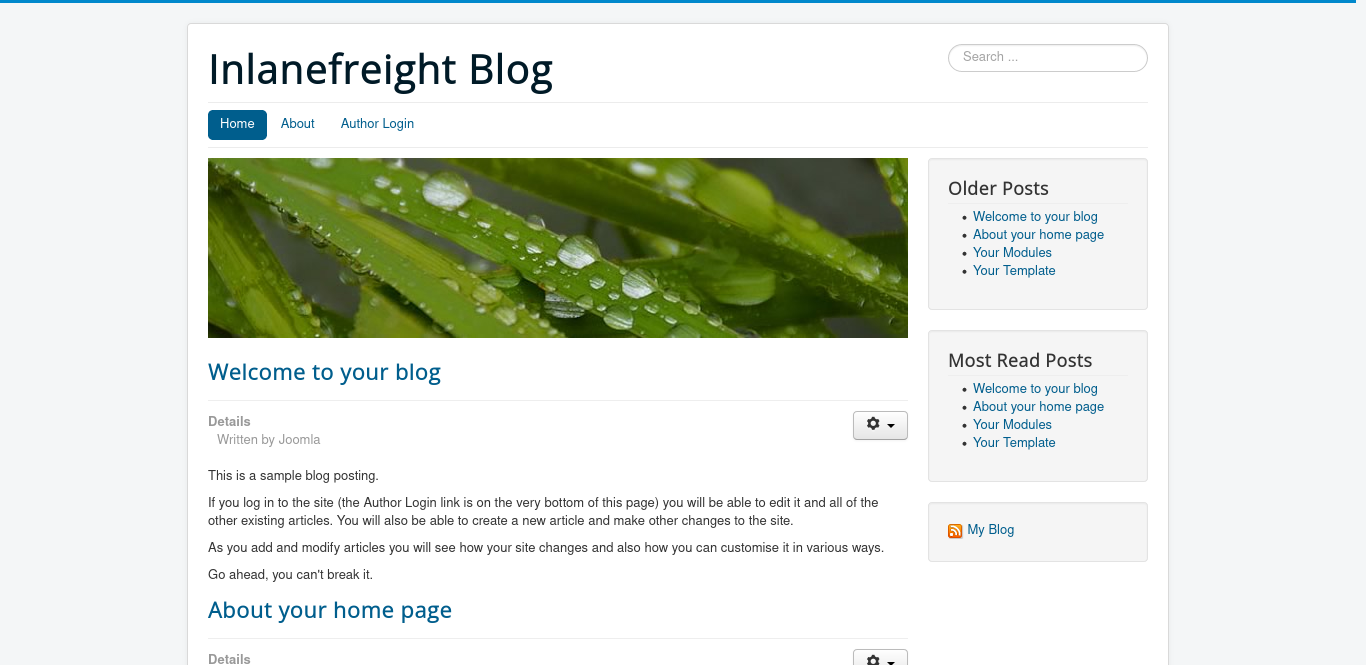 Inlanefreight Blog
Search ...
Home About Author Login
Welcome to your blog
Details
Written by Joomla
This is a sample blog posting.
If you log in to the site (the Author Login link is on the very bottom of this page) you will be able to edit it and all of the
other existing articles. You will also be able to create a new article and make other changes to the site.
As you add and modify articles you will see how your site changes and also how you can customise it in various ways.
Go ahead, you can't break it.
About your home page
Details
Older Posts
Welcome to your blog
About your home page
Your Modules
Your Template
Most Read Posts
Welcome to your blog
About your home page
Your Modules
Your Template
My Blog